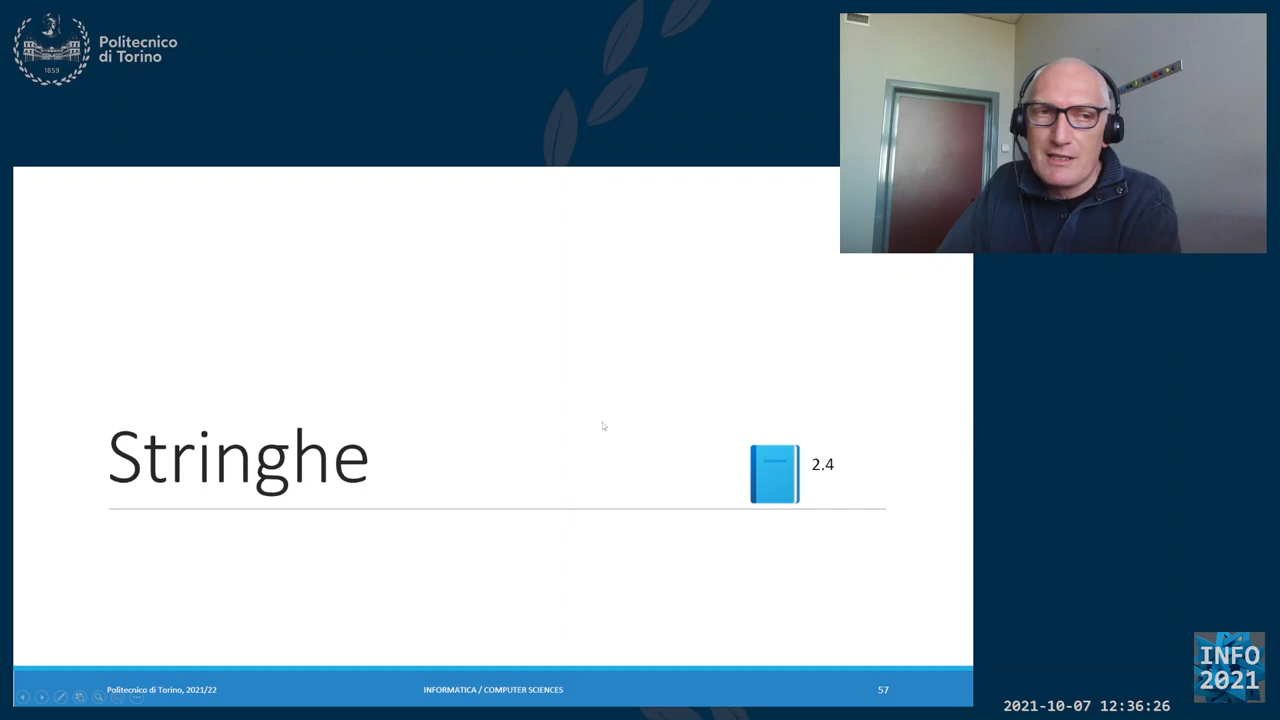 Politecnico
di Torino
1859
Stringhe
2.4
Politecnico di Torino, 2021/22
INFORMATICA / COMPUTER SCIENCES
57
INFO
2021
2021-10-07 12:36:26